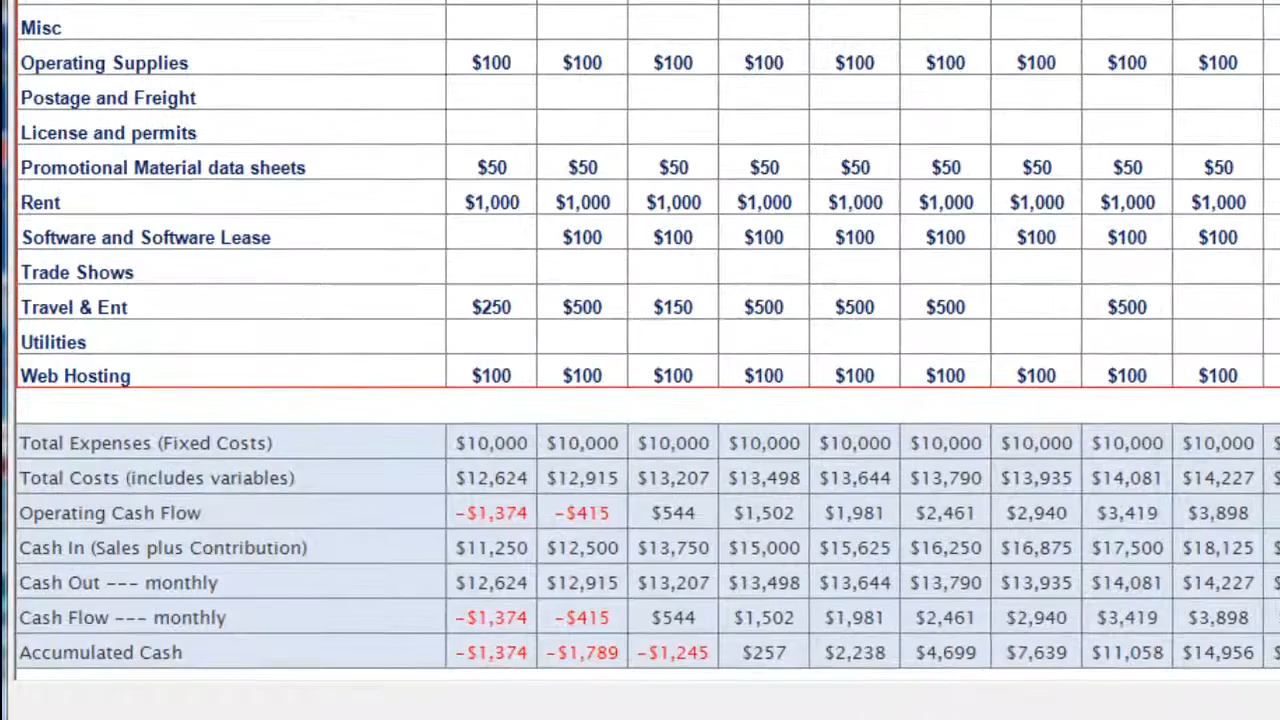 Misc
Operating Supplies $100 $100 $100 $100 $100 $100 $100 $100 $100
Postage and Freight
License and permits
Promotional Material data sheets $50 $50 $50 $50 $50 $50 $50 $50 $50
Rent $1,000 $1,000 $1,000 $1,000 $1,000 $1,000 $1,000 $1,000 $1,000
Software and Software Lease $100 $100 $100 $100 $100 $100 $100 $100
Trade Shows
Travel & Ent $250 $500 $150 $500 $500 $500 $500
Utilities
Web Hosting $100 $100 $100 $100 $100 $100 $100 $100 $100
Total Expenses (Fixed Costs) $10,000 $10,000 $10,000 $10,000 $10,000 $10,000 $10,000 $10,000 $10,000
Total Costs (includes variables) $12,624 $12,915 $13,207 $13,498 $13,644 $13,790 $13,935 $14,081 $14,227
Operating Cash Flow -$1,374 -$415 $544 $1,502 $1,981 $2,461 $2,940 $3,419 $3,898
Cash In (Sales plus Contribution) $11,250 $12,500 $13,750 $15,000 $15,625 $16,250 $16,875 $17,500 $18,125
Cash Out --- monthly $12,624 $12,915 $13,207 $13,498 $13,644 $13,790 $13,935 $14,081 $14,227
Cash Flow --- monthly -$1,374 -$415 $544 $1,502 $1,981 $2,461 $2,940 $3,419 $3,898
Accumulated Cash -$1,374 -$1,789 -$1,245 $257 $2,238 $4,699 $7,639 $11,058 $14,956